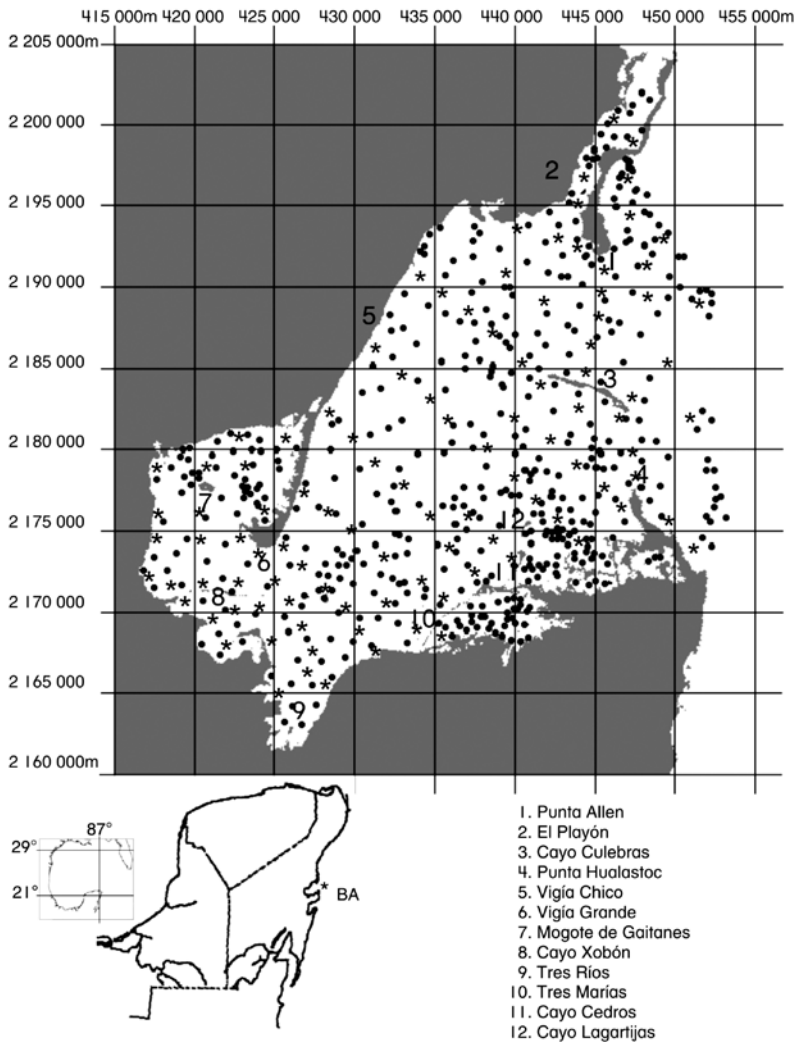 415 000m 420 000 425 000 430 000 435 000 440 000 445 000 450 000 455 000m
2 205 000m
2 200 000
2
2 195 000
1
2 190 000
5
2 185 000
3
2 180 000
4
7
12
2 175 000
6
11
8
2 170 000
10
2 165 000
9
2 160 000m
87°
29°
21°
* BA
1. Punta Allen
2. El Playón
3. Cayo Culebras
4. Punta Hualastoc
5. Vigía Chico
6. Vigía Grande
7. Mogote de Gaitanes
8. Cayo Xobón
9. Tres Ríos
10. Tres Marías
11. Cayo Cedros
12. Cayo Lagartijas